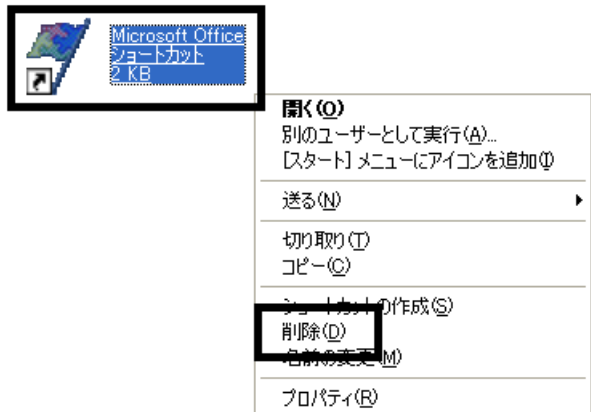 Microsoft Office
ショートカット
2 KB
開く(O)
別のユーザーとして実行(A)...
[スタート] メニューにアイコンを追加(I)
送る(N)
切り取り(T)
コピー(C)
ショートカットの作成(S)
削除(D)
名前の変更(M)
プロパティ(R)